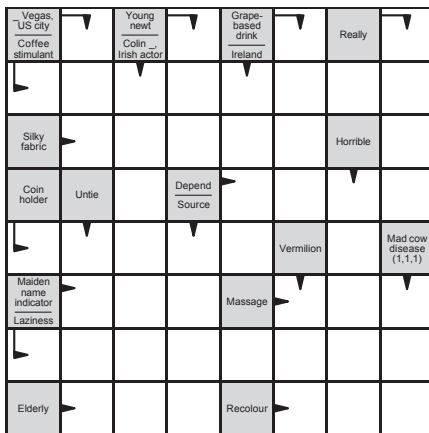 _ Vegas,
US city
Coffee
stimulant
Young
newt
Colin _,
Irish actor
Grape-
based
drink
Ireland
Really
Silky
fabric
Horrible
Coin
holder
Untie
Depend
Source
Vermilion
Mad cow
disease
(1,1,1)
Maiden
name
indicator
Laziness
Massage
Elderly
Recolour